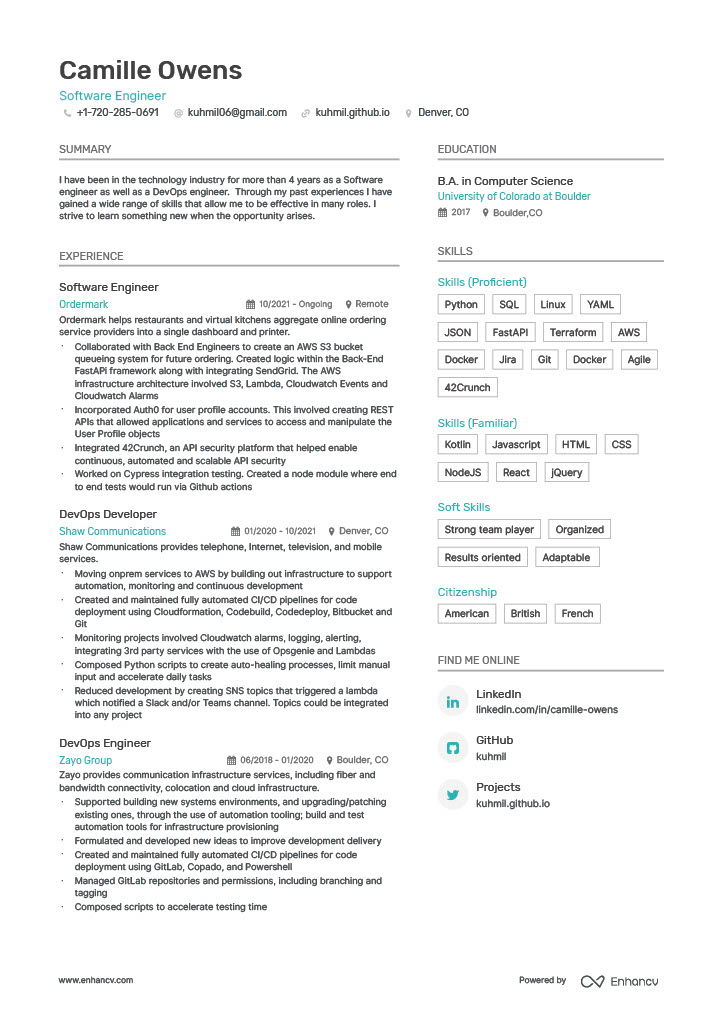 Camille Owens
Software Engineer
+1-720-285-0691 kuhmil06@gmail.com kuhmil.github.io Denver, CO
SUMMARY
I have been in the technology industry for more than 4 years as a Software
engineer as well as a DevOps engineer.  Through my past experiences I have
gained a wide range of skills that allow me to be effective in many roles. I
strive to learn something new when the opportunity arises.
EXPERIENCE
Software Engineer
Ordermark 10/2021 - Ongoing Remote
Ordermark helps restaurants and virtual kitchens aggregate online ordering
service providers into a single dashboard and printer.
· Collaborated with Back End Engineers to create an AWS S3 bucket
queueing system for future ordering. Created logic within the Back-End
FastAPi framework along with integrating SendGrid. The AWS
infrastructure architecture involved S3, Lambda, Cloudwatch Events and
Cloudwatch Alarms
· Incorporated Auth0 for user profile accounts. This involved creating REST
APIs that allowed applications and services to access and manipulate the
User Profile objects
· Integrated 42Crunch, an API security platform that helped enable
continuous, automated and scalable API security
· Worked on Cypress integration testing. Created a node module where end
to end tests would run via Github actions
DevOps Developer
Shaw Communications 01/2020 - 10/2021 Denver, CO
Shaw Communications provides telephone, Internet, television, and mobile
services.
· Moving onprem services to AWS by building out infrastructure to support
automation, monitoring and continuous development
· Created and maintained fully automated CI/CD pipelines for code
deployment using Cloudformation, Codebuild, Codedeploy, Bitbucket and
Git
· Monitoring projects involved Cloudwatch alarms, logging, alerting,
integrating 3rd party services with the use of Opsgenie and Lambdas
· Composed Python scripts to create auto-healing processes, limit manual
input and accelerate daily tasks
· Reduced development by creating SNS topics that triggered a lambda
which notified a Slack and/or Teams channel. Topics could be integrated
into any project
DevOps Engineer
Zayo Group 06/2018 - 01/2020 Boulder, CO
Zayo provides communication infrastructure services, including fiber and
bandwidth connectivity, colocation and cloud infrastructure.
· Supported building new systems environments, and upgrading/patching
existing ones, through the use of automation tooling; build and test
automation tools for infrastructure provisioning
· Formulated and developed new ideas to improve development delivery
· Created and maintained fully automated CI/CD pipelines for code
deployment using GitLab, Copado, and Powershell
· Managed GitLab repositories and permissions, including branching and
tagging
· Composed scripts to accelerate testing time
EDUCATION
B.A. in Computer Science
University of Colorado at Boulder
2017 Boulder,CO
SKILLS
Skills (Proficient)
Python SQL Linux YAML
JSON FastAPI Terraform AWS
Docker Jira Git Docker Agile
42Crunch
Skills (Familiar)
Kotlin Javascript HTML CSS
NodeJS React jQuery
Soft Skills
Strong team player Organized
Results oriented Adaptable
Citizenship
American British French
FIND ME ONLINE
LinkedIn
linkedin.com/in/camille-owens
GitHub
kuhmil
Projects
kuhmil.github.io
www.enhancv.com
Powered by Enhancv